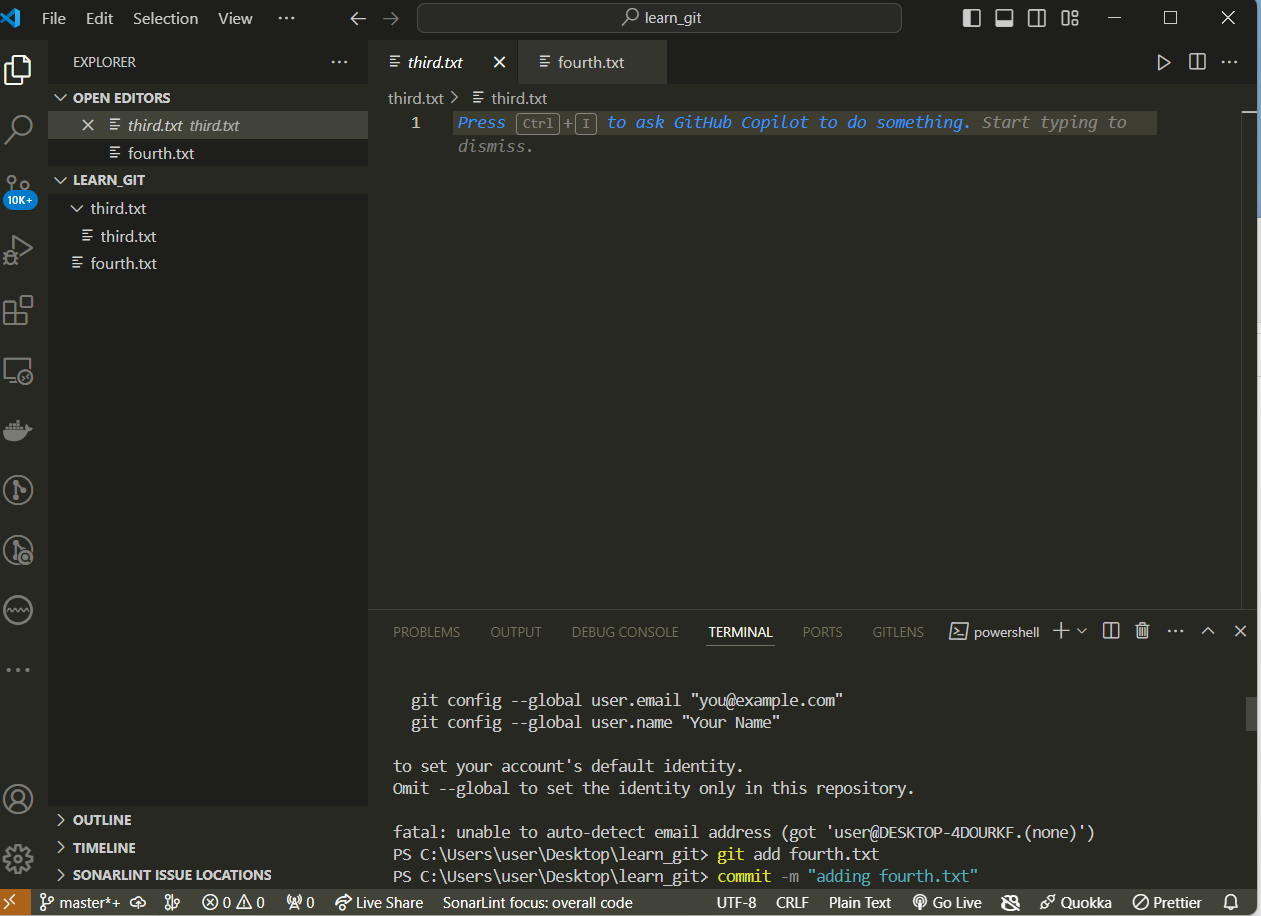 File Edit Selection View ··· learn_git
EXPLORER ···
OPEN EDITORS
third.txt third.txt
fourth.txt
LEARN_GIT
third.txt
third.txt
fourth.txt
10K+
OUTLINE
TIMELINE
SONARLINT ISSUE LOCATIONS
third.txt fourth.txt
third.txt > third.txt
1 Press Ctrl+I to ask GitHub Copilot to do something. Start typing to
dismiss.
PROBLEMS OUTPUT DEBUG CONSOLE TERMINAL PORTS GITLENS powershell
git config --global user.email "you@example.com"
git config --global user.name "Your Name"
to set your account's default identity.
Omit --global to set the identity only in this repository.
fatal: unable to auto-detect email address (got 'user@DESKTOP-4DOURKF.(none)')
PS C:\Users\user\Desktop\learn_git> git add fourth.txt
PS C:\Users\user\Desktop\learn_git> commit -m "adding fourth.txt"
master*+ 0 0 0 Live Share SonarLint focus: overall code UTF-8 CRLF Plain Text Go Live Quokka Prettier